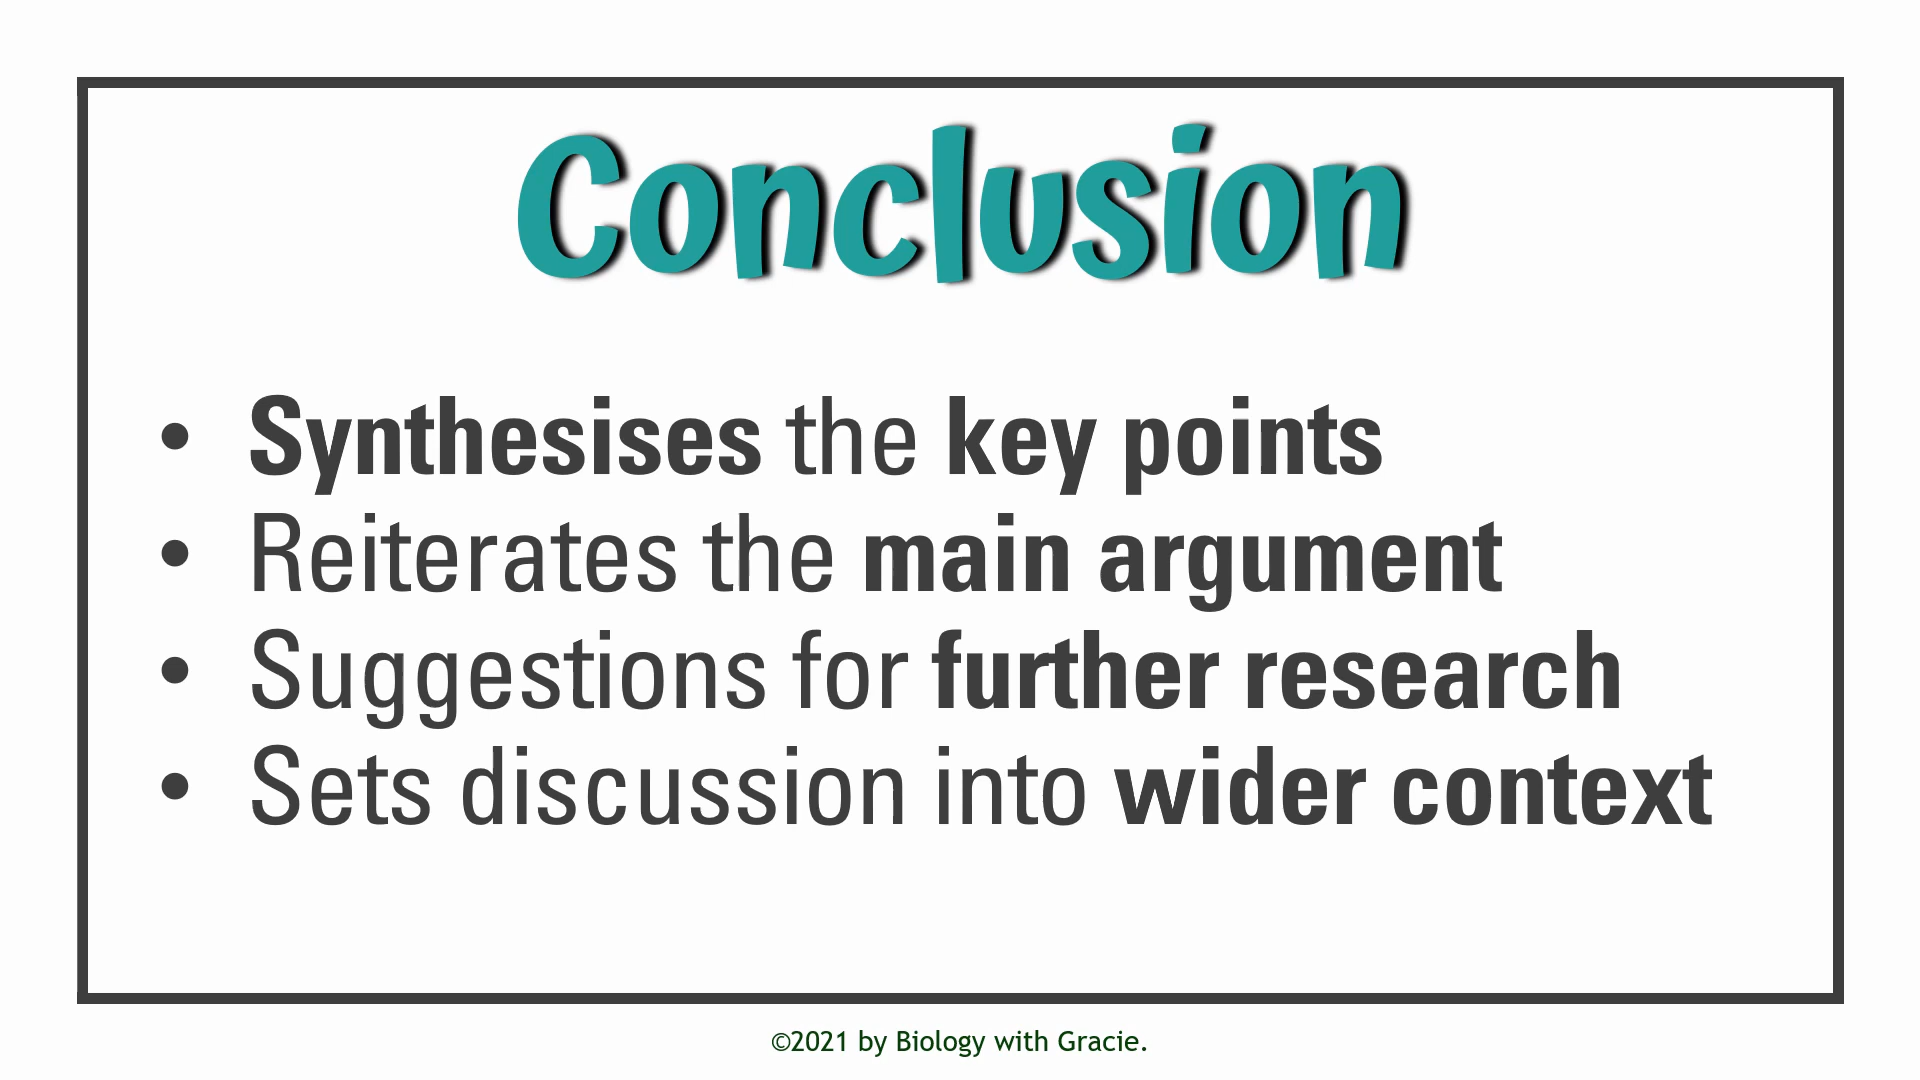 Conclusion
• Synthesises the key points
• Reiterates the main argument
• Suggestions for further research
• Sets discussion into wider context
©2021 by Biology with Gracie.